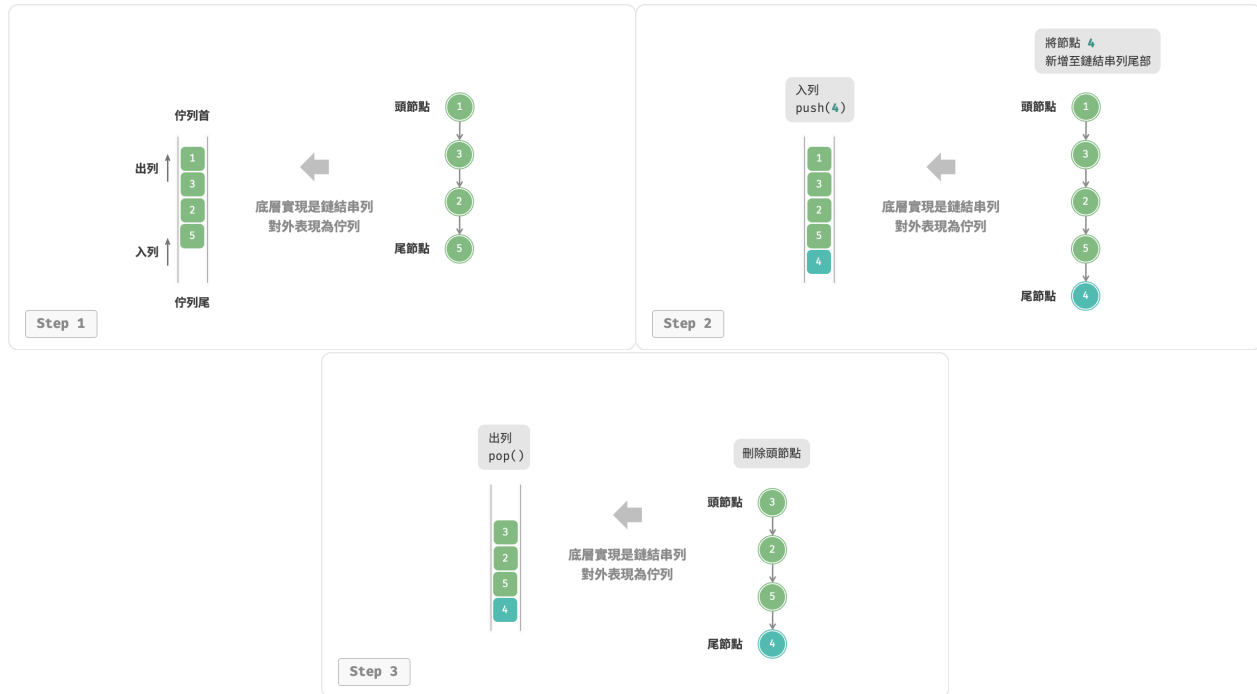 佇列首
出列
1
3
2
5
入列
佇列尾
底層實現是鏈結串列
對外表現為佇列
頭節點
1
3
2
尾節點
5
Step 1
將節點 4
新增至鏈結串列尾部
入列
push(4)
1
3
2
5
4
底層實現是鏈結串列
對外表現為佇列
頭節點
1
3
2
5
尾節點
4
Step 2
出列
pop()
3
2
5
4
底層實現是鏈結串列
對外表現為佇列
刪除頭節點
頭節點
3
2
5
尾節點
4
Step 3